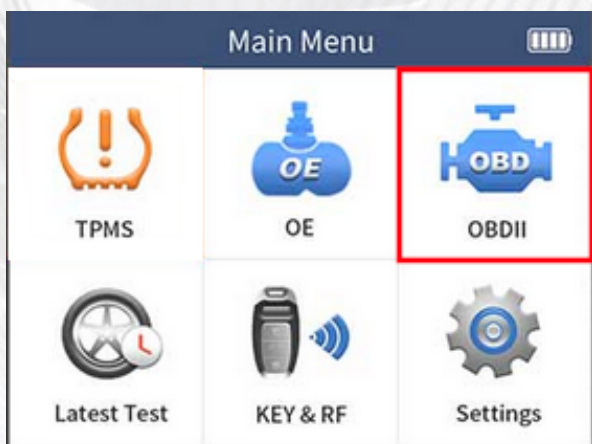 Main Menu
TPMS
OE
OE
OBD
OBDII
Latest Test
KEY & RF
Settings